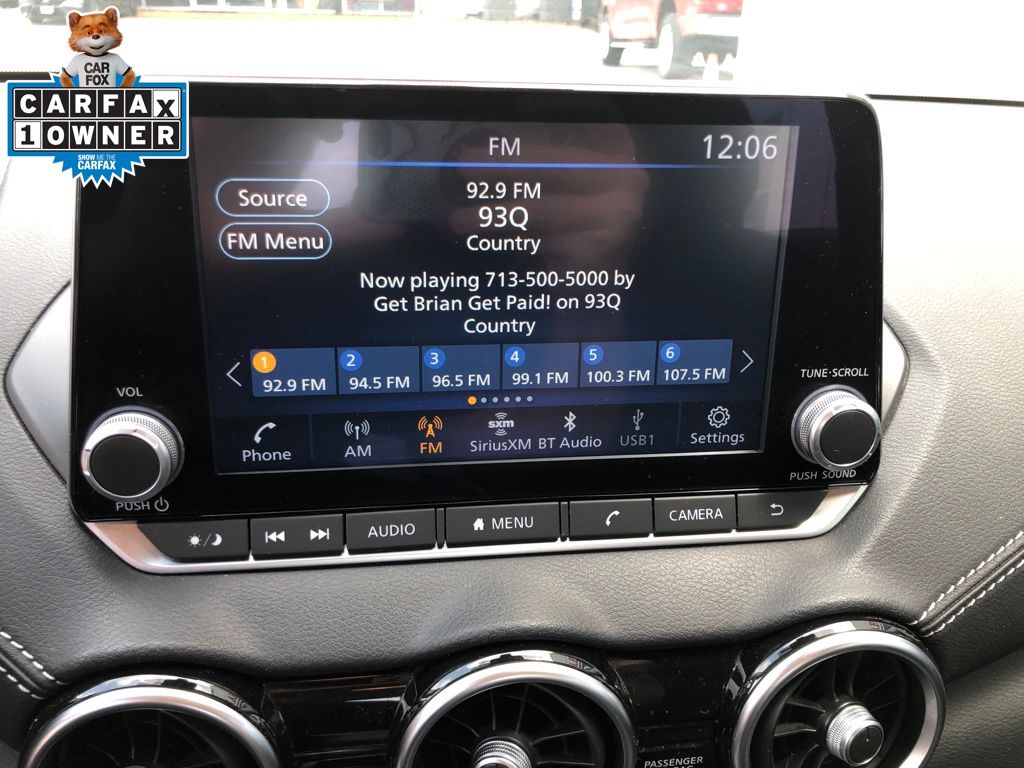 CAR
FOX
CARFAX
1 OWNER
SHOW ME THE
CARFAX
FM
12:06
Source
FM Menu
92.9 FM
93Q
Country
Now playing 713-500-5000 by
Get Brian Get Paid! on 93Q
Country
1 2 3 4 5 6
92.9 FM 94.5 FM 96.5 FM 99.1 FM 100.3 FM 107.5 FM
Phone AM FM SiriusXM BT Audio USB1 Settings
sxm
VOL
PUSH
TUNE·SCROLL
PUSH SOUND
AUDIO
MENU
CAMERA
PASSENGER